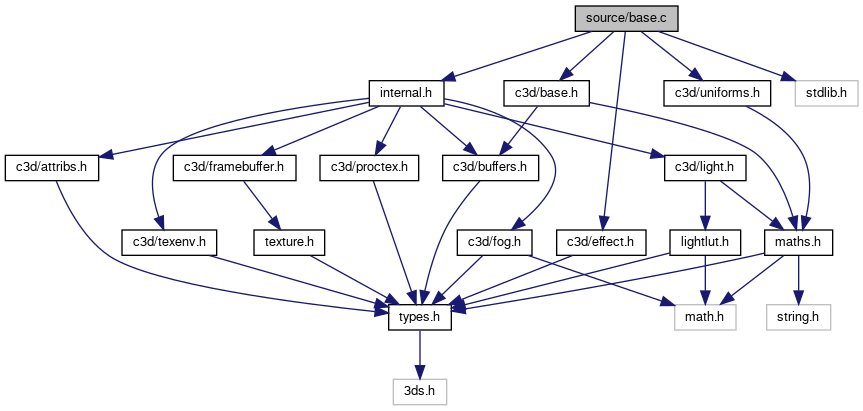 source/base.c
internal.h
c3d/base.h
c3d/uniforms.h
stdlib.h
c3d/attribs.h
c3d/framebuffer.h
c3d/proctex.h
c3d/buffers.h
c3d/light.h
c3d/texenv.h
texture.h
c3d/fog.h
c3d/effect.h
lightlut.h
maths.h
types.h
math.h
string.h
3ds.h